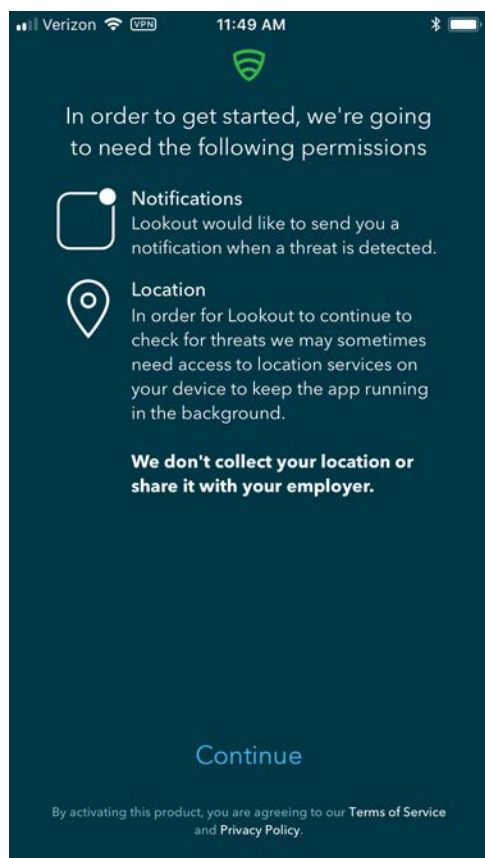 Verizon VPN 11:49 AM
In order to get started, we're going
to need the following permissions
Notifications
Lookout would like to send you a
notification when a threat is detected.
Location
In order for Lookout to continue to
check for threats we may sometimes
need access to location services on
your device to keep the app running
in the background.
We don't collect your location or
share it with your employer.
Continue
By activating this product, you are agreeing to our Terms of Service
and Privacy Policy.